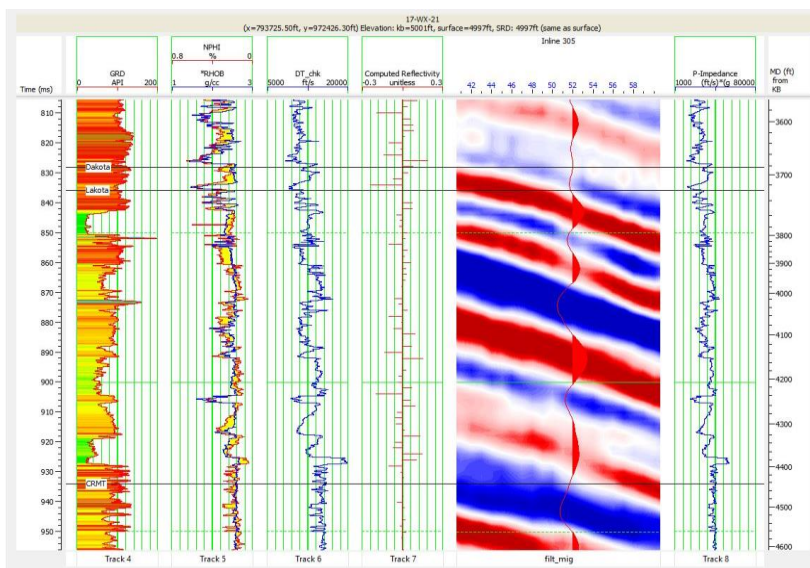 17-WX-21
(x=793725.50ft, y=972426.30ft) Elevation: kb=5001ft, surface=4997ft, SRD: 4997ft (same as surface)
NPHI
0.8 % 0
Inline 305
GRD *RHOB DT_chk Computed Reflectivity P-Impedance MD (ft)
API g/cc ft/s unitless (ft/s)*(g from
0 200 1 3 5000 20000 -0.3 0.3 42 44 46 48 50 52 54 56 58 1000 80000 KB
Time (ms)
810
3600
820
Dakota
830
3700
Lakota
840
850
3800
860
3900
870
4000
880
890
4100
900
4200
910
920
4300
930
CRMT
4400
940
950
4500
4600
Track 4 Track 5 Track 6 Track 7 filt_mig Track 8